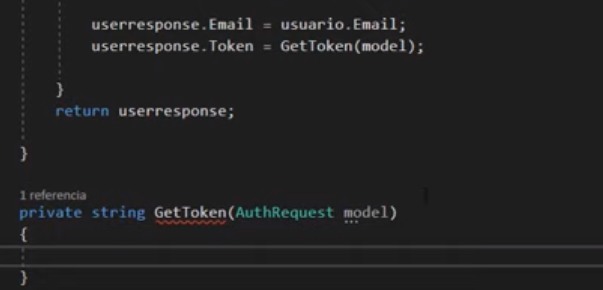 userresponse.Email = usuario.Email;
userresponse.Token = GetToken(model);
}
return userresponse;
}
1 referencia
private string GetToken(AuthRequest model)
{
}